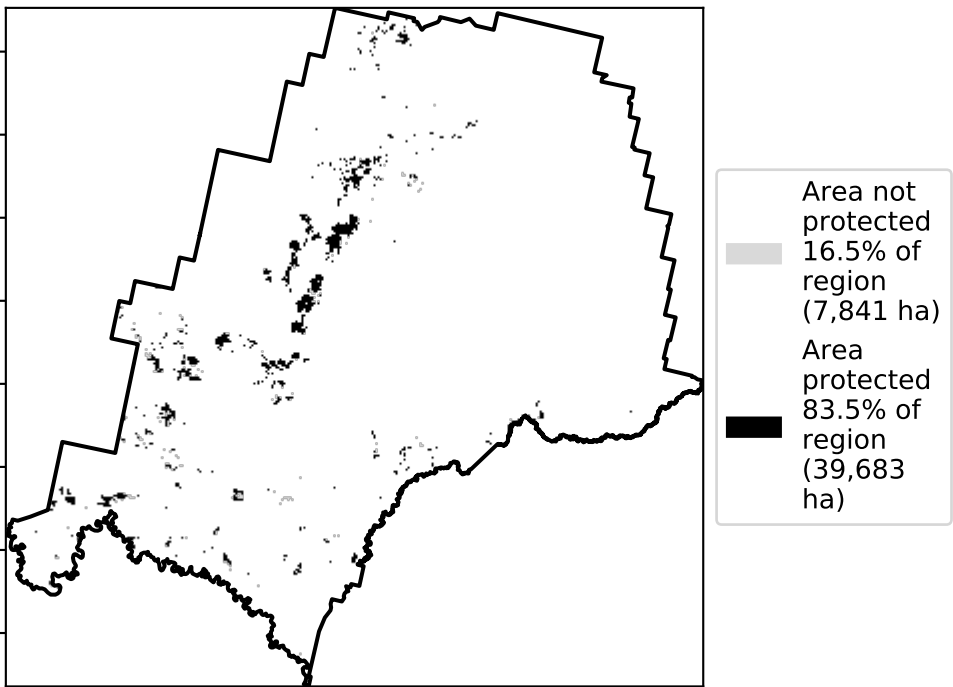 Area not
protected
16.5% of
region
(7,841 ha)
Area
protected
83.5% of
region
(39,683
ha)